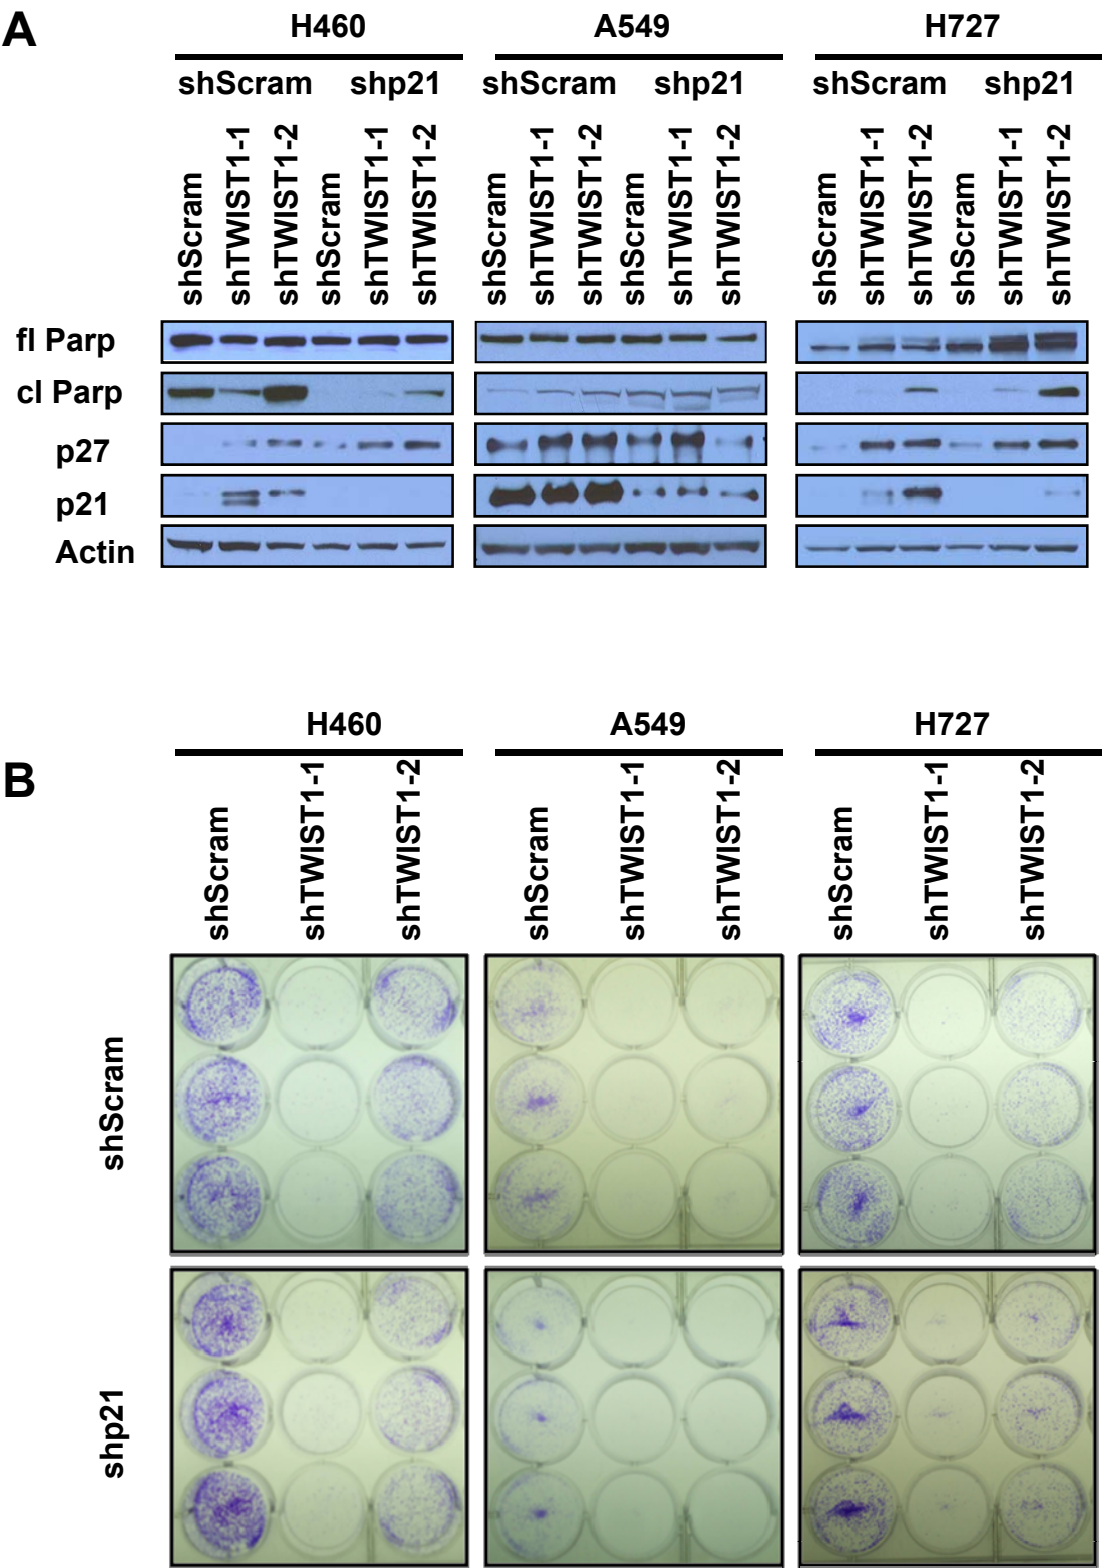 A
H460 A549 H727
shScram shp21 shScram shp21 shScram shp21
shScram shTWIST1-1 shTWIST1-2 shScram shTWIST1-1 shTWIST1-2 shScram shTWIST1-1 shTWIST1-2 shScram shTWIST1-1 shTWIST1-2 shScram shTWIST1-1 shTWIST1-2 shScram shTWIST1-1 shTWIST1-2
fl Parp
cl Parp
p27
p21
Actin
H460 A549 H727
B
shScram shTWIST1-1 shTWIST1-2 shScram shTWIST1-1 shTWIST1-2 shScram shTWIST1-1 shTWIST1-2
shScram
shp21